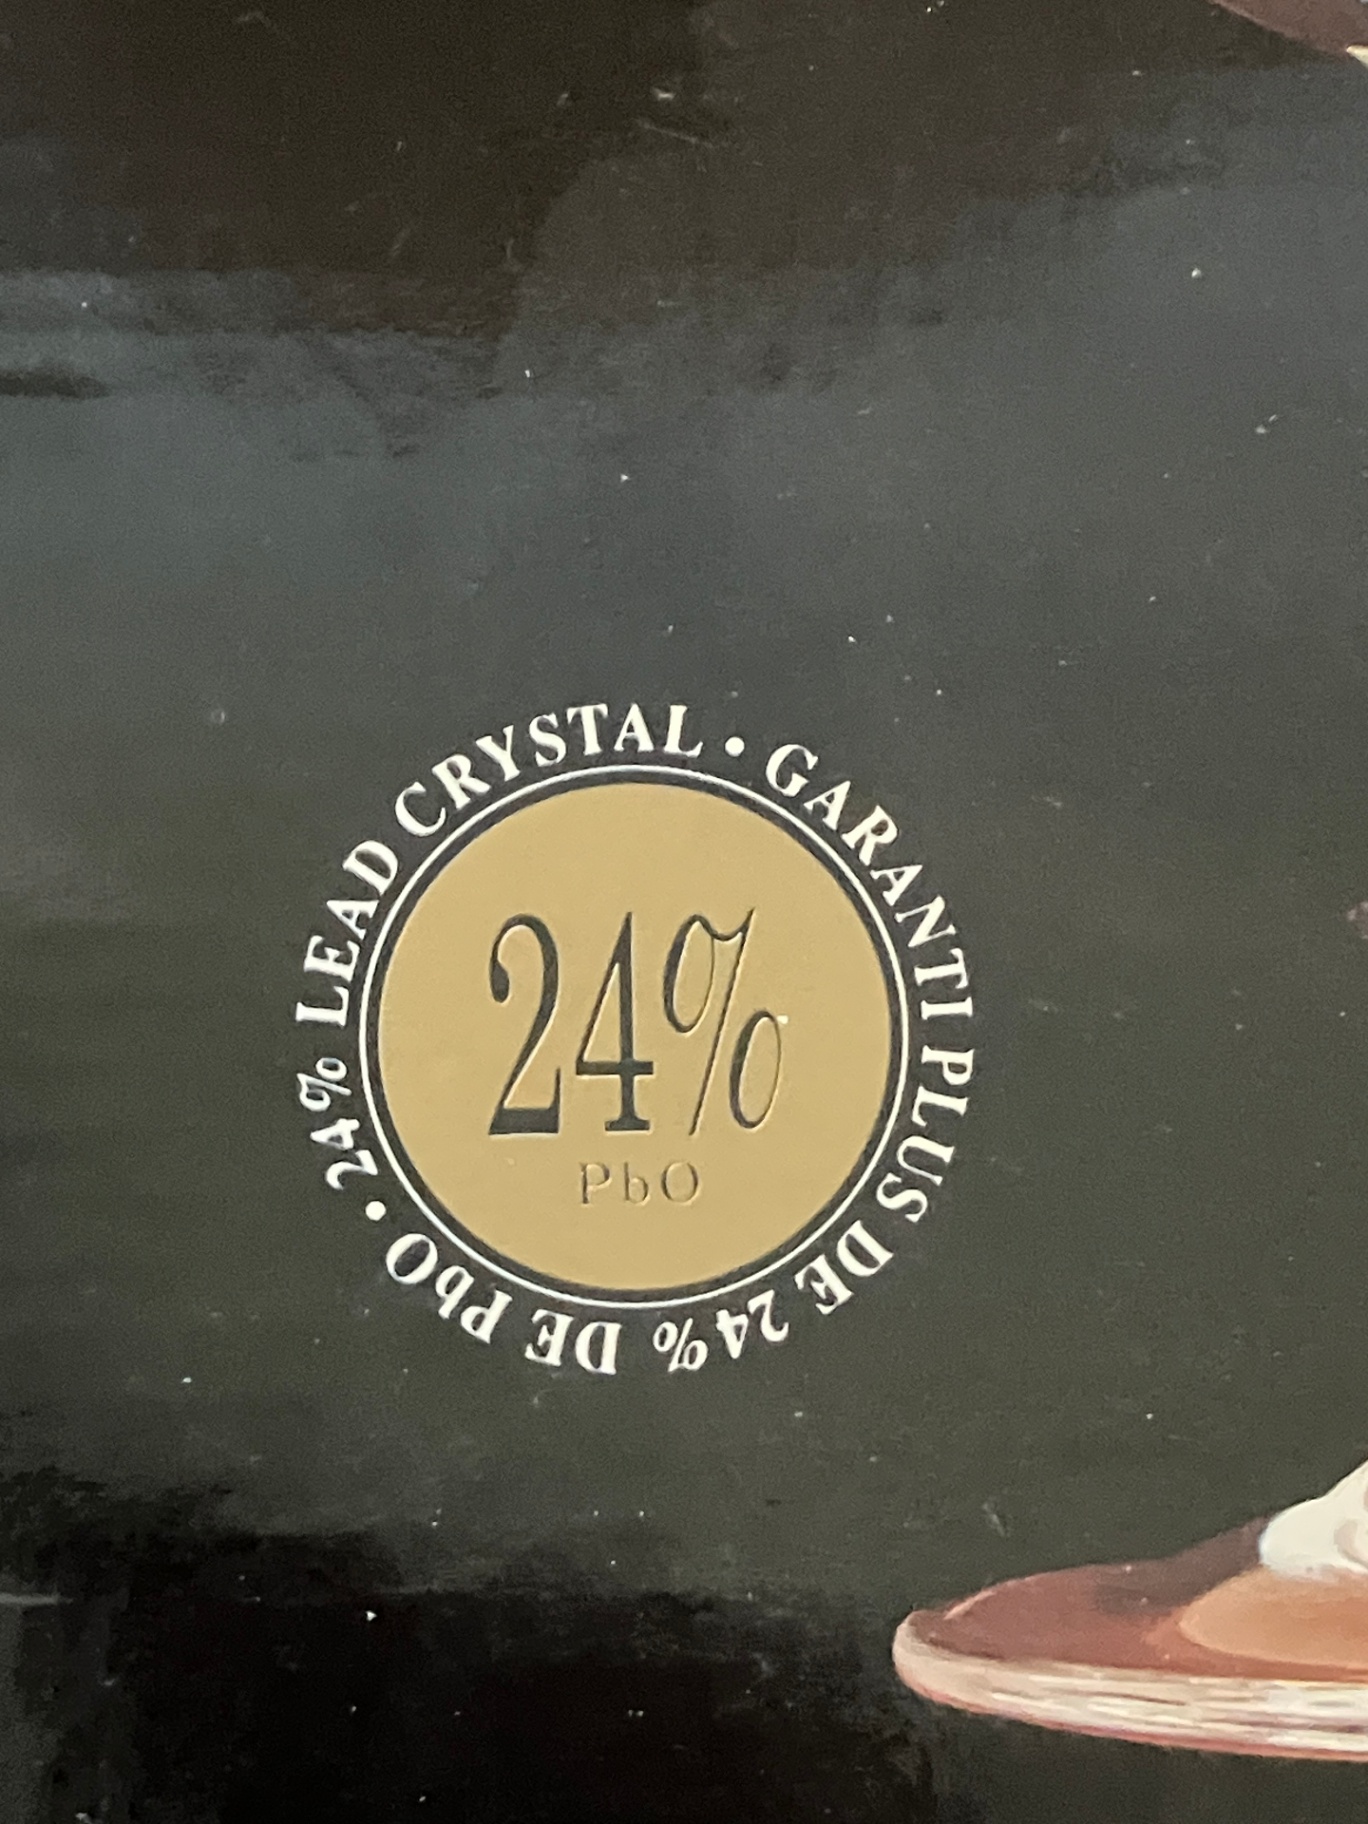 24% LEAD CRYSTAL • GARANTI PLUS DE 24% DE PbO •
24%
PbO